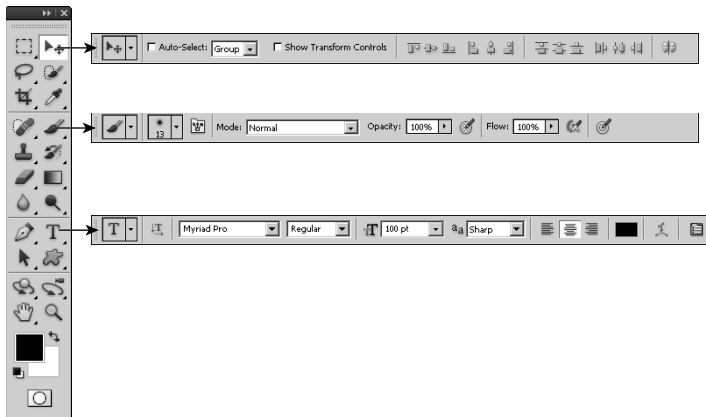 Auto-Select: Group Show Transform Controls
13 Mode: Normal Opacity: 100% Flow: 100%
T T Myriad Pro Regular T 100 pt aa Sharp
T